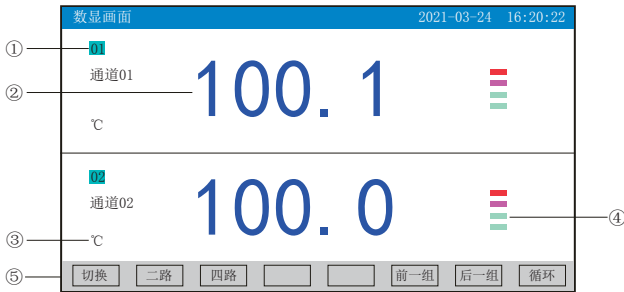 数显画面 2021-03-24 16:20:22
① 01
通道01
② 100. 1
℃
02
通道02
100. 0 ④
③ ℃
⑤ 切换 二路 四路 前一组 后一组 循环